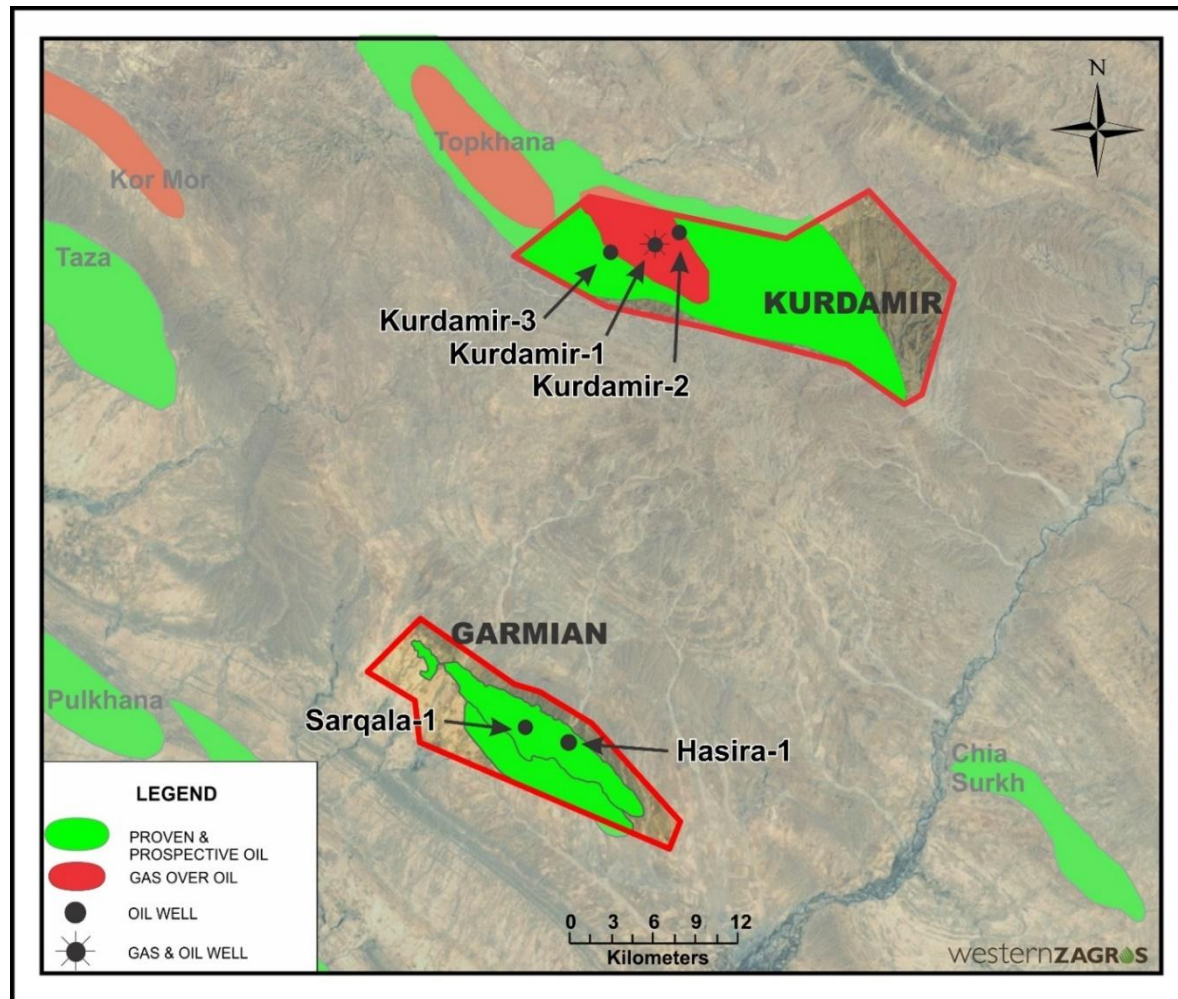 N
Topkhana
Kor Mor
Taza
KURDAMIR
Kurdamir-3
Kurdamir-1
Kurdamir-2
GARMIAN
Pulkhana
Sarqala-1
Hasira-1
Chia
Surkh
LEGEND
PROVEN &
PROSPECTIVE OIL
GAS OVER OIL
OIL WELL
GAS & OIL WELL
0 3 6 9 12
Kilometers
westernZAGROS